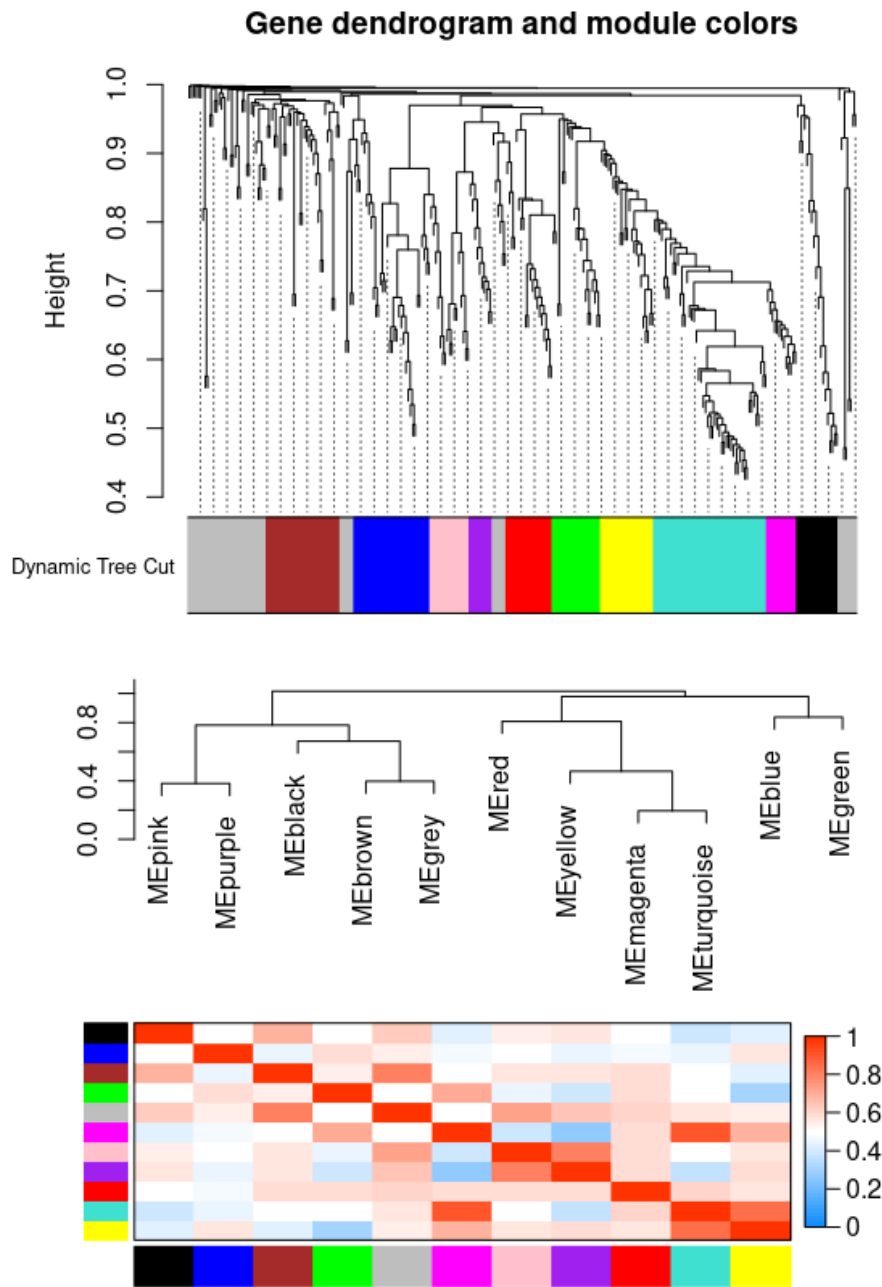 Gene dendrogram and module colors
Height
1.0
0.9
0.8
0.7
0.6
0.5
0.4
Dynamic Tree Cut
0.8
0.4
0.0
MEpink
MEpurple
MEblack
MEbrown
MEgrey
MEred
MEyellow
MEmagenta
MEturquoise
MEblue
MEgreen
1
0.8
0.6
0.4
0.2
0